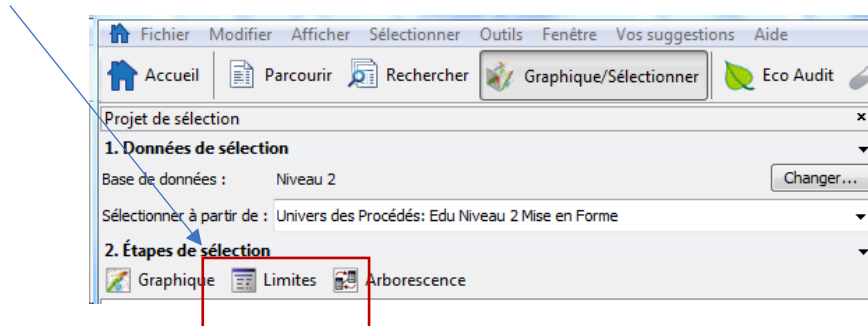 Fichier Modifier Afficher Sélectionner Outils Fenêtre Vos suggestions Aide
Accueil Parcourir Rechercher Graphique/Sélectionner Eco Audit
Projet de sélection
1. Données de sélection
Base de données : Niveau 2 Changer...
Sélectionner à partir de : Univers des Procédés: Edu Niveau 2 Mise en Forme
2. Étapes de sélection
Graphique Limites Arborescence